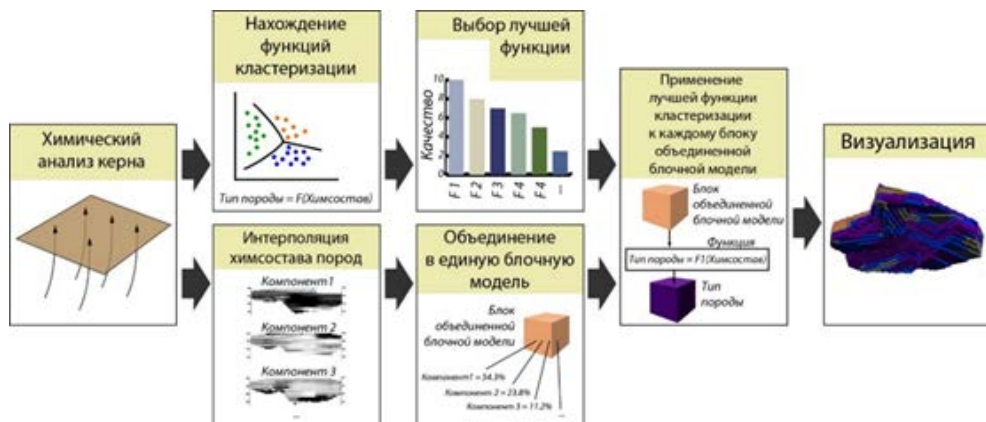 Химический
анализ керна
Нахождение
функций
кластеризации
Тип породы = F(Химсостав)
Выбор лучшей
функции
Качество
10
8
6
4
2
0
F1
F2
F3
F4
F4
...
Интерполяция
химсостава пород
Компонент1
Компонент 2
Компонент 3
...
Объединение
в единую блочную
модель
Блок
объединенной
блочной модели
Компонент1 = 54.3%
Компонент 2 = 23.8%
Компонент 3 = 11.2%
...
Применение
лучшей функции
кластеризации
к каждому блоку
объединенной
блочной модели
Блок
объединенной
блочной модели
Функция
Тип породы = F1(Химсостав)
Тип
породы
Визуализация